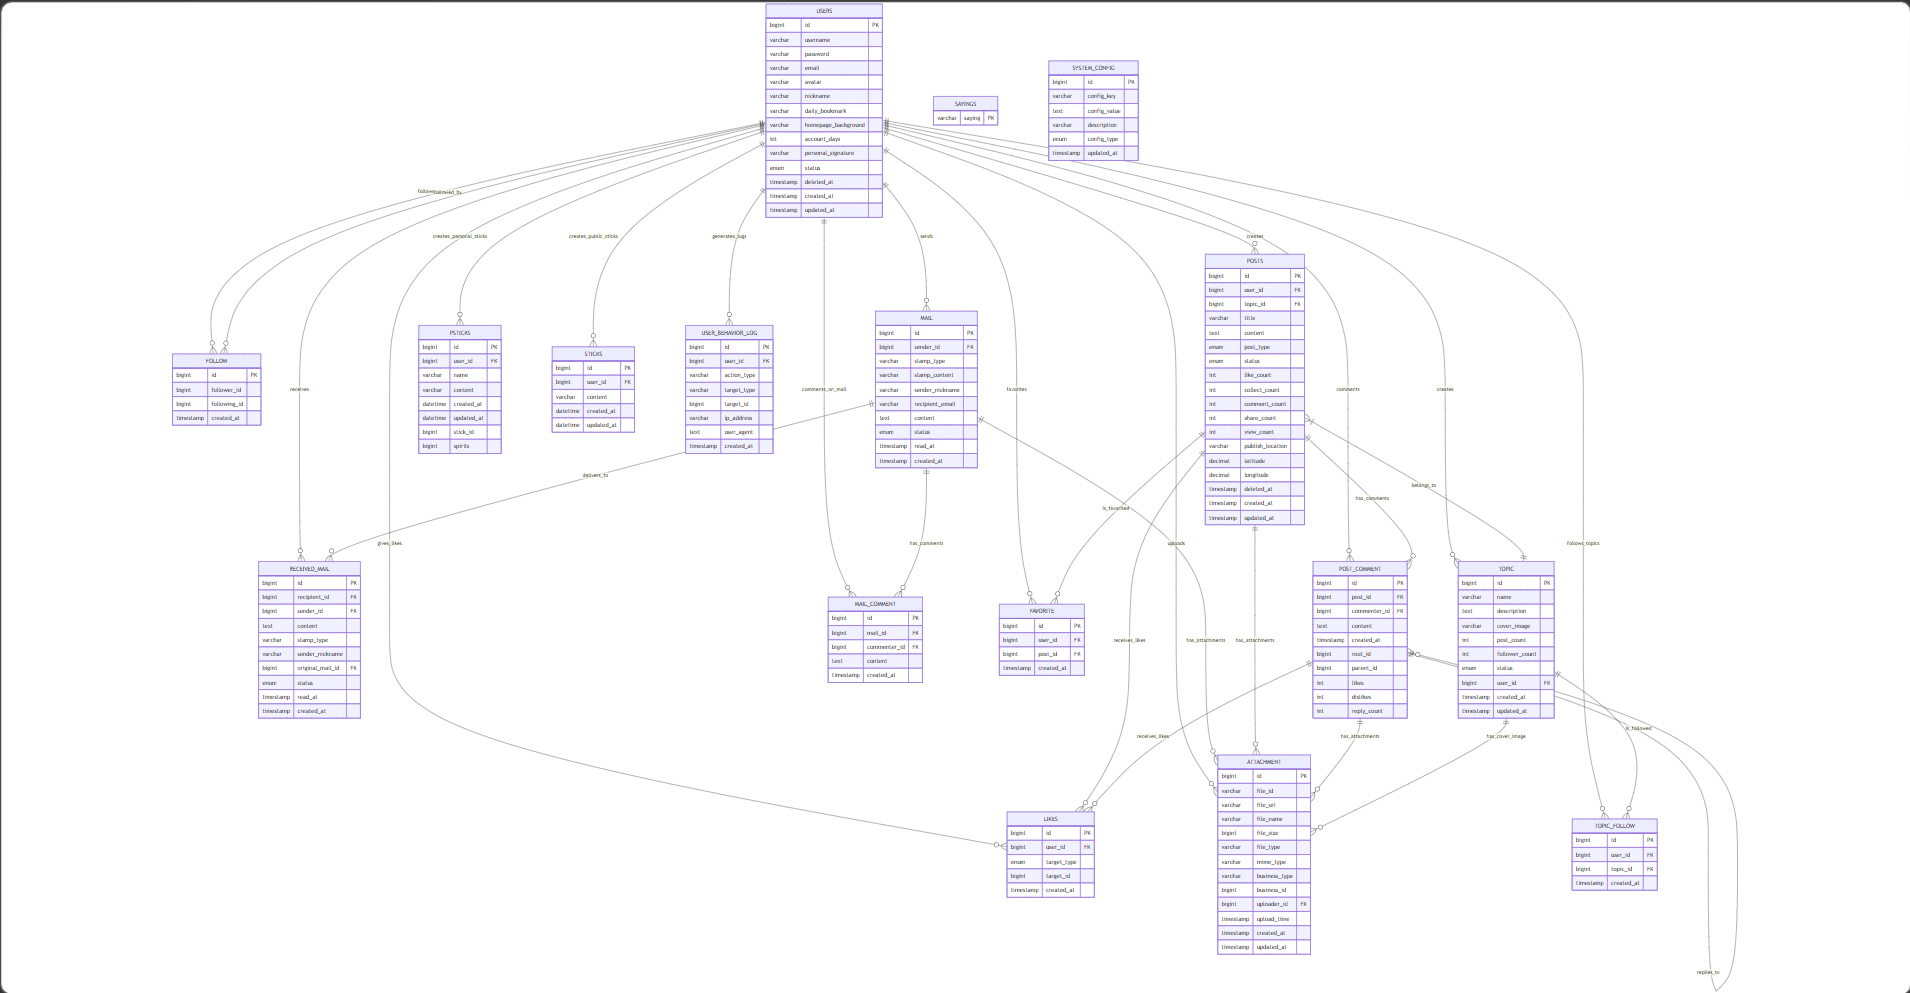 USERS
bigint id PK
varchar username
varchar password
varchar email
varchar avatar
varchar nickname
varchar daily_bookmark
varchar homepage_background
int account_days
varchar personal_signature
enum status
timestamp deleted_at
timestamp created_at
timestamp updated_at
SAYINGS
varchar saying PK
SYSTEM_CONFIG
bigint id PK
varchar config_key
text config_value
varchar description
enum config_type
timestamp updated_at
followed_by
creates_personal_sticks
creates_public_sticks
generates_logs
sends
creates
FOLLOW
bigint id PK
bigint follower_id
bigint following_id
timestamp created_at
receives
PSTICKS
bigint id PK
bigint user_id FK
varchar name
varchar content
datetime created_at
datetime updated_at
bigint stick_id
bigint spirits
STICKS
bigint id PK
bigint user_id FK
varchar content
datetime created_at
datetime updated_at
USER_BEHAVIOR_LOG
bigint id PK
bigint user_id FK
varchar action_type
varchar target_type
bigint target_id
varchar ip_address
text user_agent
timestamp created_at
comments_on_mail
MAIL
bigint id PK
bigint sender_id FK
varchar stamp_type
varchar stamp_content
varchar sender_nickname
varchar recipient_email
text content
enum status
timestamp read_at
timestamp created_at
favorites
POSTS
bigint id PK
bigint user_id FK
bigint topic_id FK
varchar title
text content
enum post_type
enum status
int like_count
int collect_count
int comment_count
int share_count
int view_count
varchar publish_location
decimal latitude
decimal longitude
timestamp deleted_at
timestamp created_at
timestamp updated_at
comments
creates
delivers_to
belongs_to
has_comments
is_favorited
gives_likes
has_comments
uploads
follows_topics
RECEIVED_MAIL
bigint id PK
bigint recipient_id FK
bigint sender_id FK
text content
varchar stamp_type
varchar sender_nickname
bigint original_mail_id FK
enum status
timestamp read_at
timestamp created_at
MAIL_COMMENT
bigint id PK
bigint mail_id FK
bigint commenter_id FK
text content
timestamp created_at
FAVORITE
bigint id PK
bigint user_id FK
bigint post_id FK
timestamp created_at
receives_likes
has_attachments
has_attachments
POST_COMMENT
bigint id PK
bigint post_id FK
bigint commenter_id FK
text content
timestamp created_at
bigint root_id
bigint parent_id
int likes
int dislikes
int reply_count
TOPIC
bigint id PK
varchar name
text description
varchar cover_image
int post_count
int follower_count
enum status
bigint user_id FK
timestamp created_at
timestamp updated_at
receives_likes
has_attachments
has_cover_image
is_followed
LIKES
bigint id PK
bigint user_id FK
enum target_type
bigint target_id
timestamp created_at
ATTACHMENT
bigint id PK
varchar file_id
varchar file_url
varchar file_name
bigint file_size
varchar file_type
varchar mime_type
varchar business_type
bigint business_id
bigint uploader_id FK
timestamp upload_time
timestamp created_at
timestamp updated_at
TOPIC_FOLLOW
bigint id PK
bigint user_id FK
bigint topic_id FK
timestamp created_at
replies_to